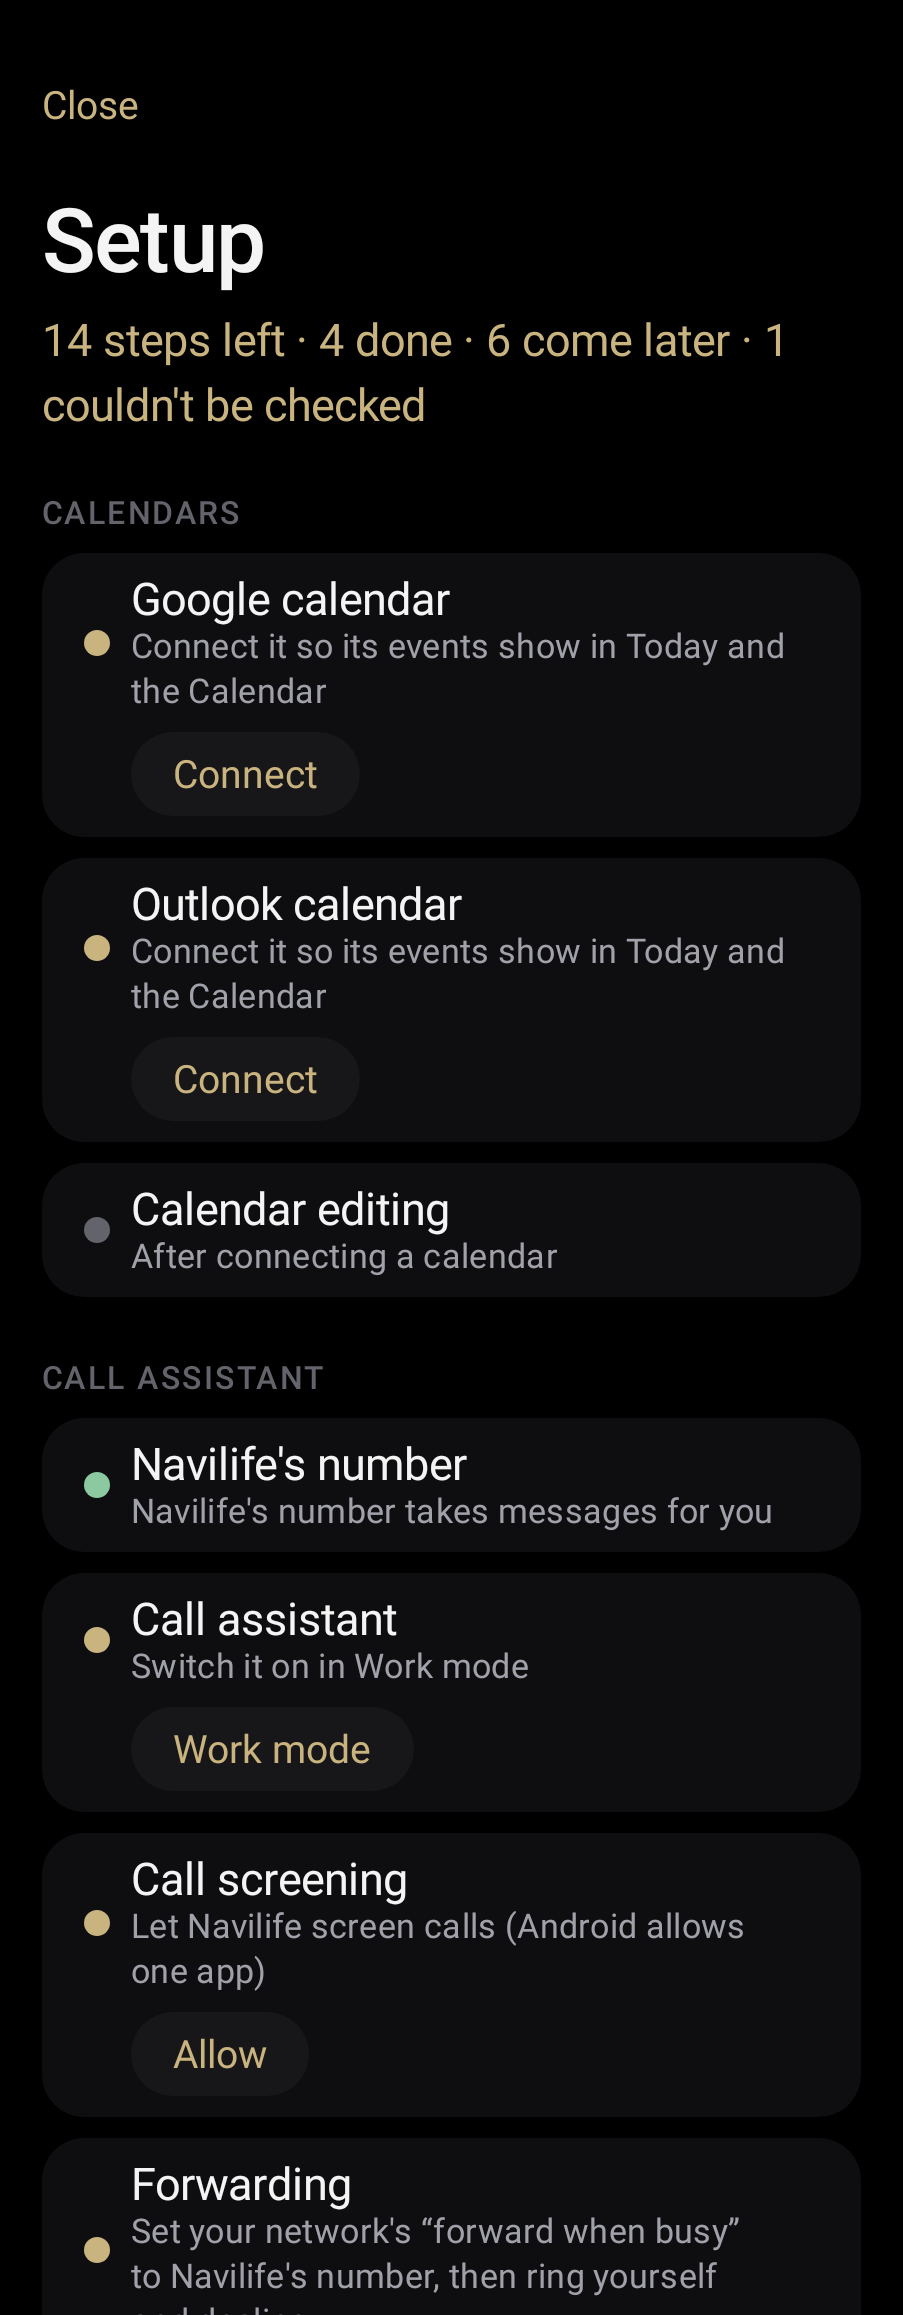 Close
Setup
14 steps left · 4 done · 6 come later · 1
couldn't be checked
CALENDARS
Google calendar
Connect it so its events show in Today and
the Calendar
Connect
Outlook calendar
Connect it so its events show in Today and
the Calendar
Connect
Calendar editing
After connecting a calendar
CALL ASSISTANT
Navilife's number
Navilife's number takes messages for you
Call assistant
Switch it on in Work mode
Work mode
Call screening
Let Navilife screen calls (Android allows
one app)
Allow
Forwarding
Set your network's “forward when busy”
to Navilife's number, then ring yourself